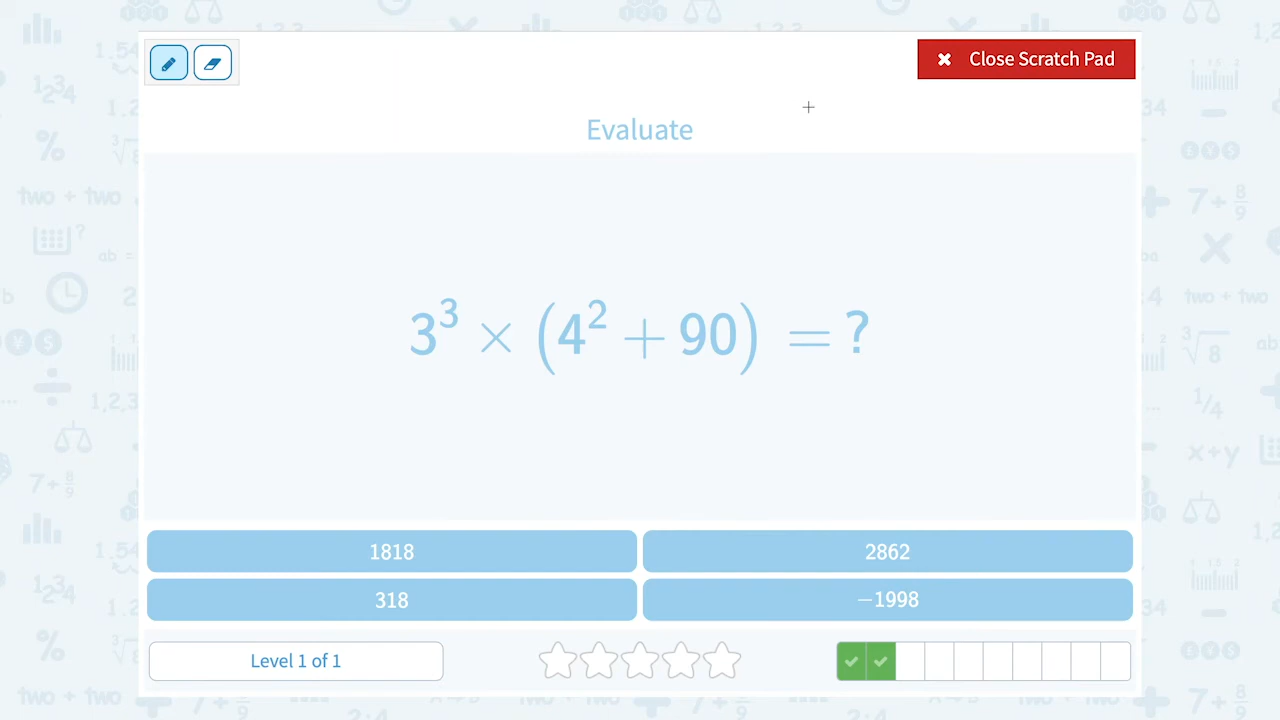 Close Scratch Pad
Evaluate
3³ × (4² + 90) = ?
1818
2862
318
−1998
Level 1 of 1